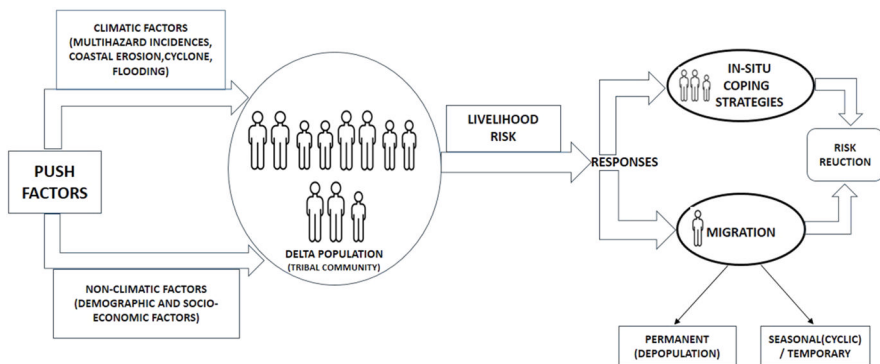 CLIMATIC FACTORS
(MULTIHAZARD INCIDENCES,
COASTAL EROSION,CYCLONE,
FLOODING)
PUSH
FACTORS
NON-CLIMATIC FACTORS
(DEMOGRAPHIC AND SOCIO-
ECONOMIC FACTORS)
DELTA POPULATION
(TRIBAL COMMUNITY)
LIVELIHOOD
RISK
RESPONSES
IN-SITU
COPING
STRATEGIES
RISK
REUCTION
MIGRATION
PERMANENT
(DEPOPULATION)
SEASONAL(CYCLIC)
/ TEMPORARY